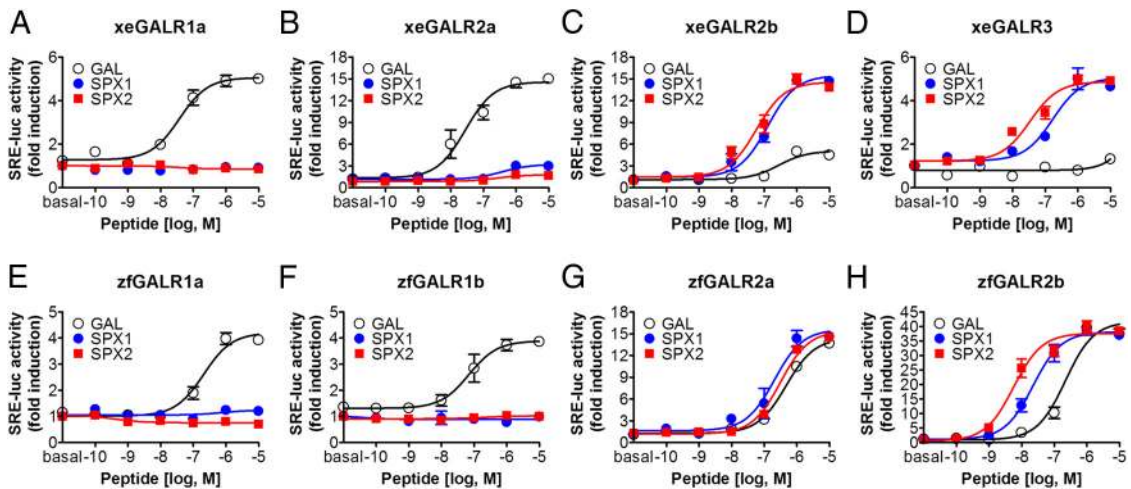 A
xeGALR1a
SRE-luc activity
(fold induction)
6
4
2
0
GAL
SPX1
SPX2
basal -10 -9 -8 -7 -6 -5
Peptide [log, M]
B
xeGALR2a
SRE-luc activity
(fold induction)
18
15
12
9
6
3
0
GAL
SPX1
SPX2
basal -10 -9 -8 -7 -6 -5
Peptide [log, M]
C
xeGALR2b
SRE-luc activity
(fold induction)
18
15
12
9
6
3
0
GAL
SPX1
SPX2
basal -10 -9 -8 -7 -6 -5
Peptide [log, M]
D
xeGALR3
SRE-luc activity
(fold induction)
6
5
4
3
2
1
0
GAL
SPX1
SPX2
basal -10 -9 -8 -7 -6 -5
Peptide [log, M]
E
zfGALR1a
SRE-luc activity
(fold induction)
5
4
3
2
1
0
GAL
SPX1
SPX2
basal -10 -9 -8 -7 -6 -5
Peptide [log, M]
F
zfGALR1b
SRE-luc activity
(fold induction)
5
4
3
2
1
0
GAL
SPX1
SPX2
basal -10 -9 -8 -7 -6 -5
Peptide [log, M]
G
zfGALR2a
SRE-luc activity
(fold induction)
18
15
12
9
6
3
0
GAL
SPX1
SPX2
basal -10 -9 -8 -7 -6 -5
Peptide [log, M]
H
zfGALR2b
SRE-luc activity
(fold induction)
45
40
35
30
25
20
15
10
5
0
GAL
SPX1
SPX2
basal -10 -9 -8 -7 -6 -5
Peptide [log, M]